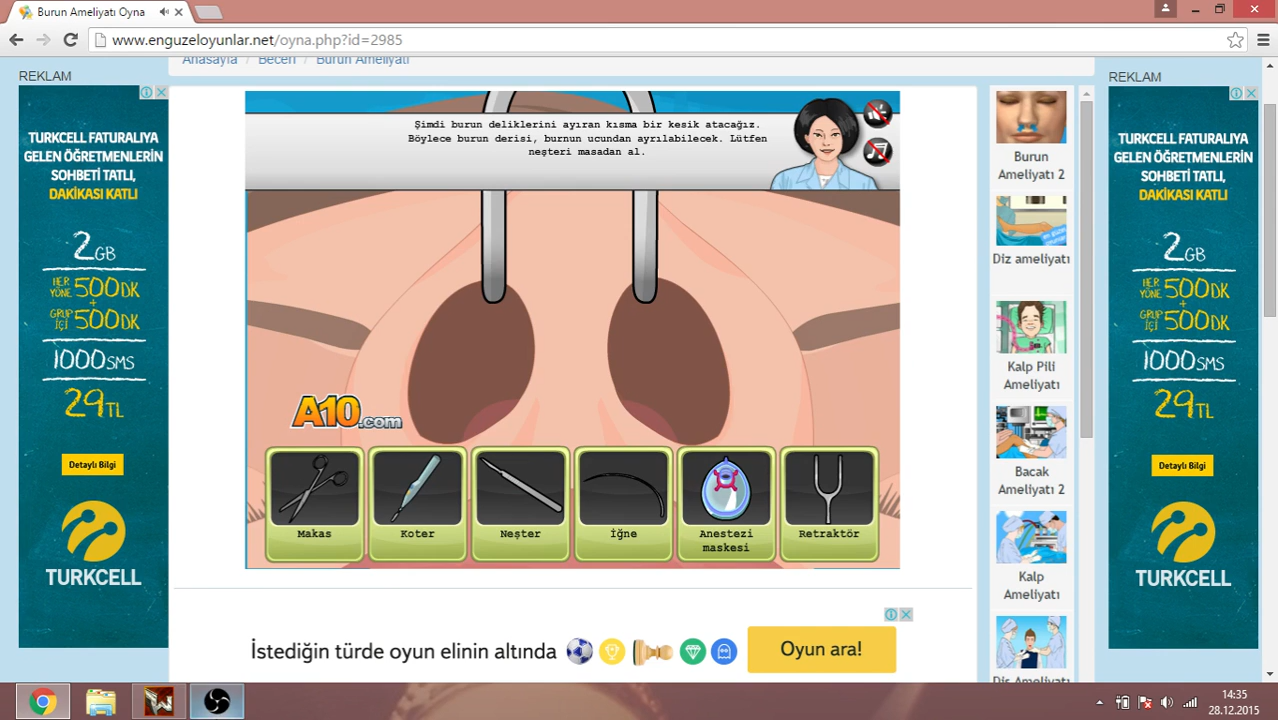 Burun Ameliyatı Oyna
www.enguzeloyunlar.net/oyna.php?id=2985
Anasayfa / Beceri / Burun Ameliyatı
REKLAM
TURKCELL FATURALIYA
GELEN ÖĞRETMENLERİN
SOHBETİ TATLI,
DAKİKASI KATLI
2GB
HER YÖNE 500DK
+
GRUP İÇİ 500DK
1000SMS
29TL
Detaylı Bilgi
TURKCELL
Şimdi burun deliklerini ayıran kısma bir kesik atacağız.
Böylece burun derisi, burnun ucundan ayrılabilecek. Lütfen
neşteri masadan al.
A10.com
Makas
Koter
Neşter
İğne
Anestezi
maskesi
Retraktör
İstediğin türde oyun elinin altında
Oyun ara!
Burun
Ameliyatı 2
Diz ameliyatı
Kalp Pili
Ameliyatı
Bacak
Ameliyatı 2
Kalp
Ameliyatı
Diş Ameliyatı
REKLAM
TURKCELL FATURALIYA
GELEN ÖĞRETMENLERİN
SOHBETİ TATLI,
DAKİKASI KATLI
2GB
HER YÖNE 500DK
+
GRUP İÇİ 500DK
1000SMS
29TL
Detaylı Bilgi
TURKCELL
14:35
28.12.2015